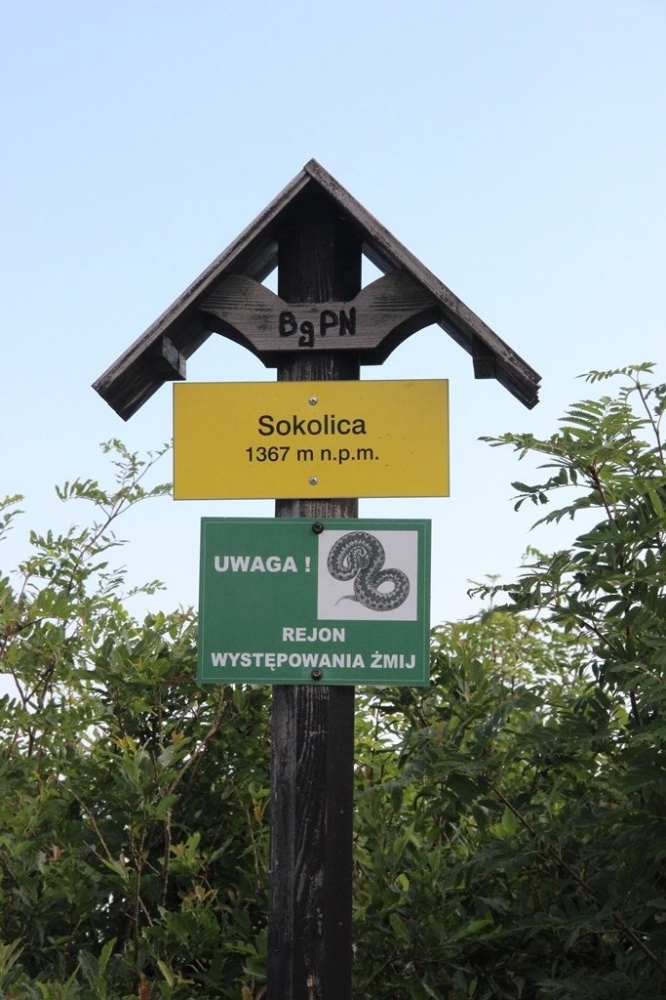 BgPN
Sokolica
1367 m n.p.m.
UWAGA !
REJON
WYSTĘPOWANIA ŻMIJ